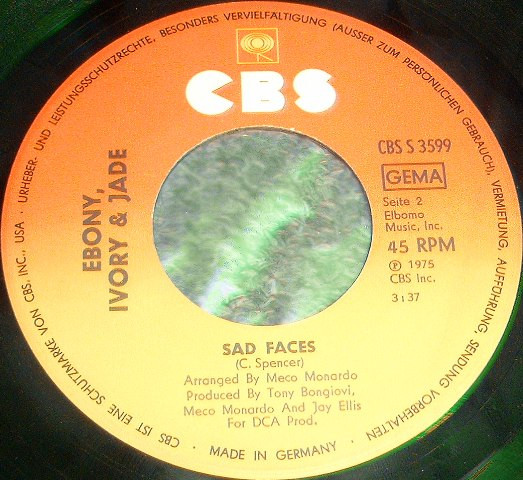 URHEBER- UND LEISTUNGSSCHUTZRECHTE, BESONDERS VERVIELFÄLTIGUNG (AUSSER ZUM PERSÖNLICHEN GEBRAUCH), VERMIETUNG, AUFFÜHRUNG, SENDUNG VORBEHALTEN
CBS
EBONY,
IVORY & JADE
CBS S 3599
GEMA
Seite 2
Elbomo
Music, Inc.
45 RPM
℗ 1975
CBS Inc.
3:37
SAD FACES
(C. Spencer)
Arranged By Meco Monardo
Produced By Tony Bongiovi,
Meco Monardo And Jay Ellis
For DCA Prod.
CBS IST EINE SCHUTZMARKE VON CBS, INC., USA · MADE IN GERMANY ·